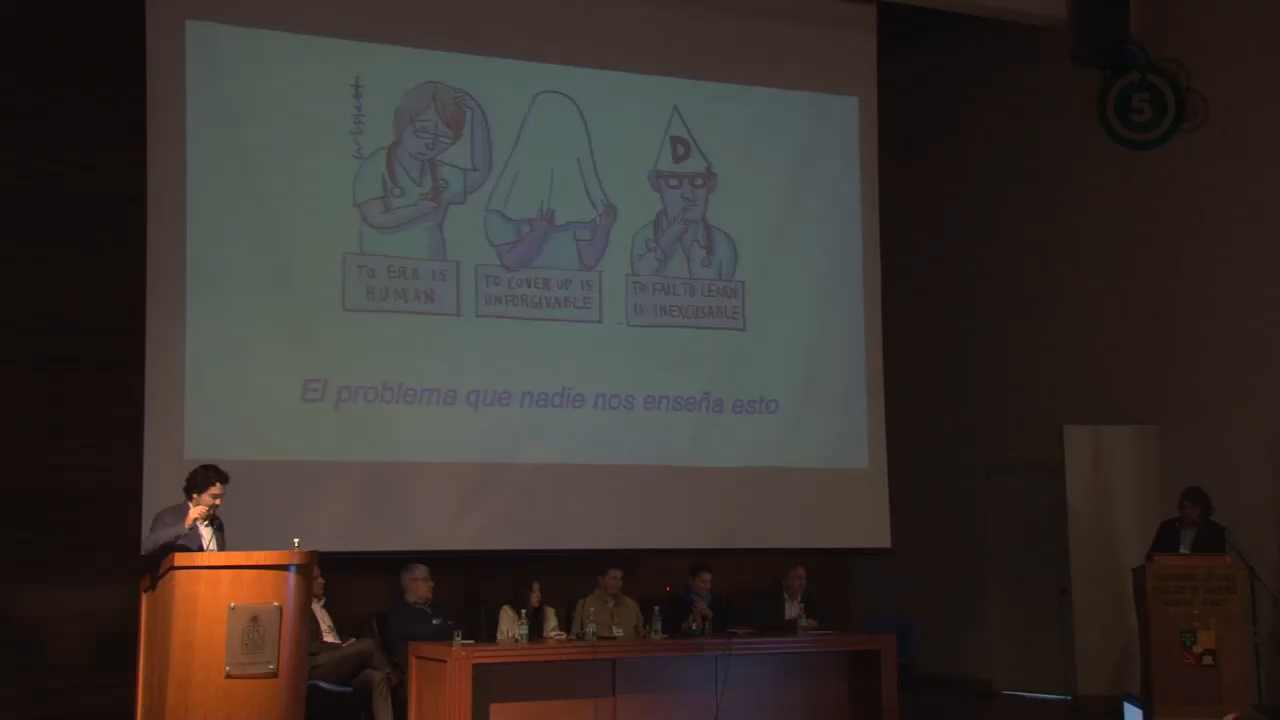 TO ERR IS
HUMAN
TO COVER UP IS
UNFORGIVABLE
TO FAIL TO LEARN
IS INEXCUSABLE
D
El problema que nadie nos enseña esto
5